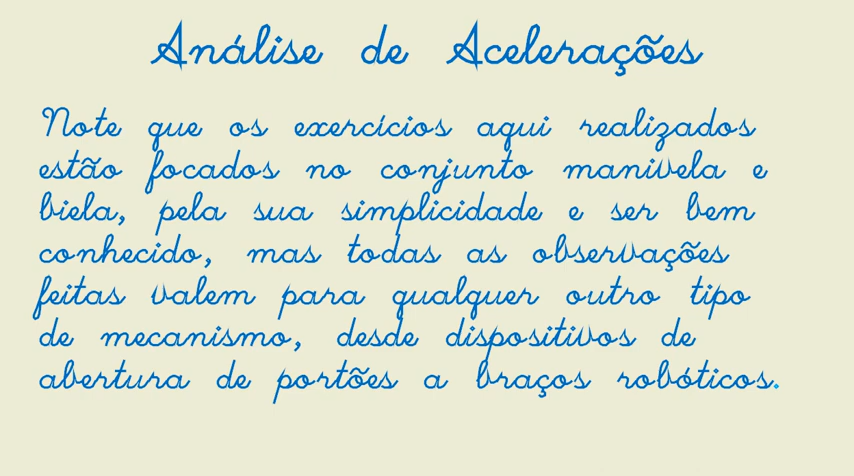 Análise de Acelerações
Note que os exercícios aqui realizados
estão focados no conjunto manivela e
biela, pela sua simplicidade e ser bem
conhecido, mas todas as observações
feitas valem para qualquer outro tipo
de mecanismo, desde dispositivos de
abertura de portões a braços robóticos.